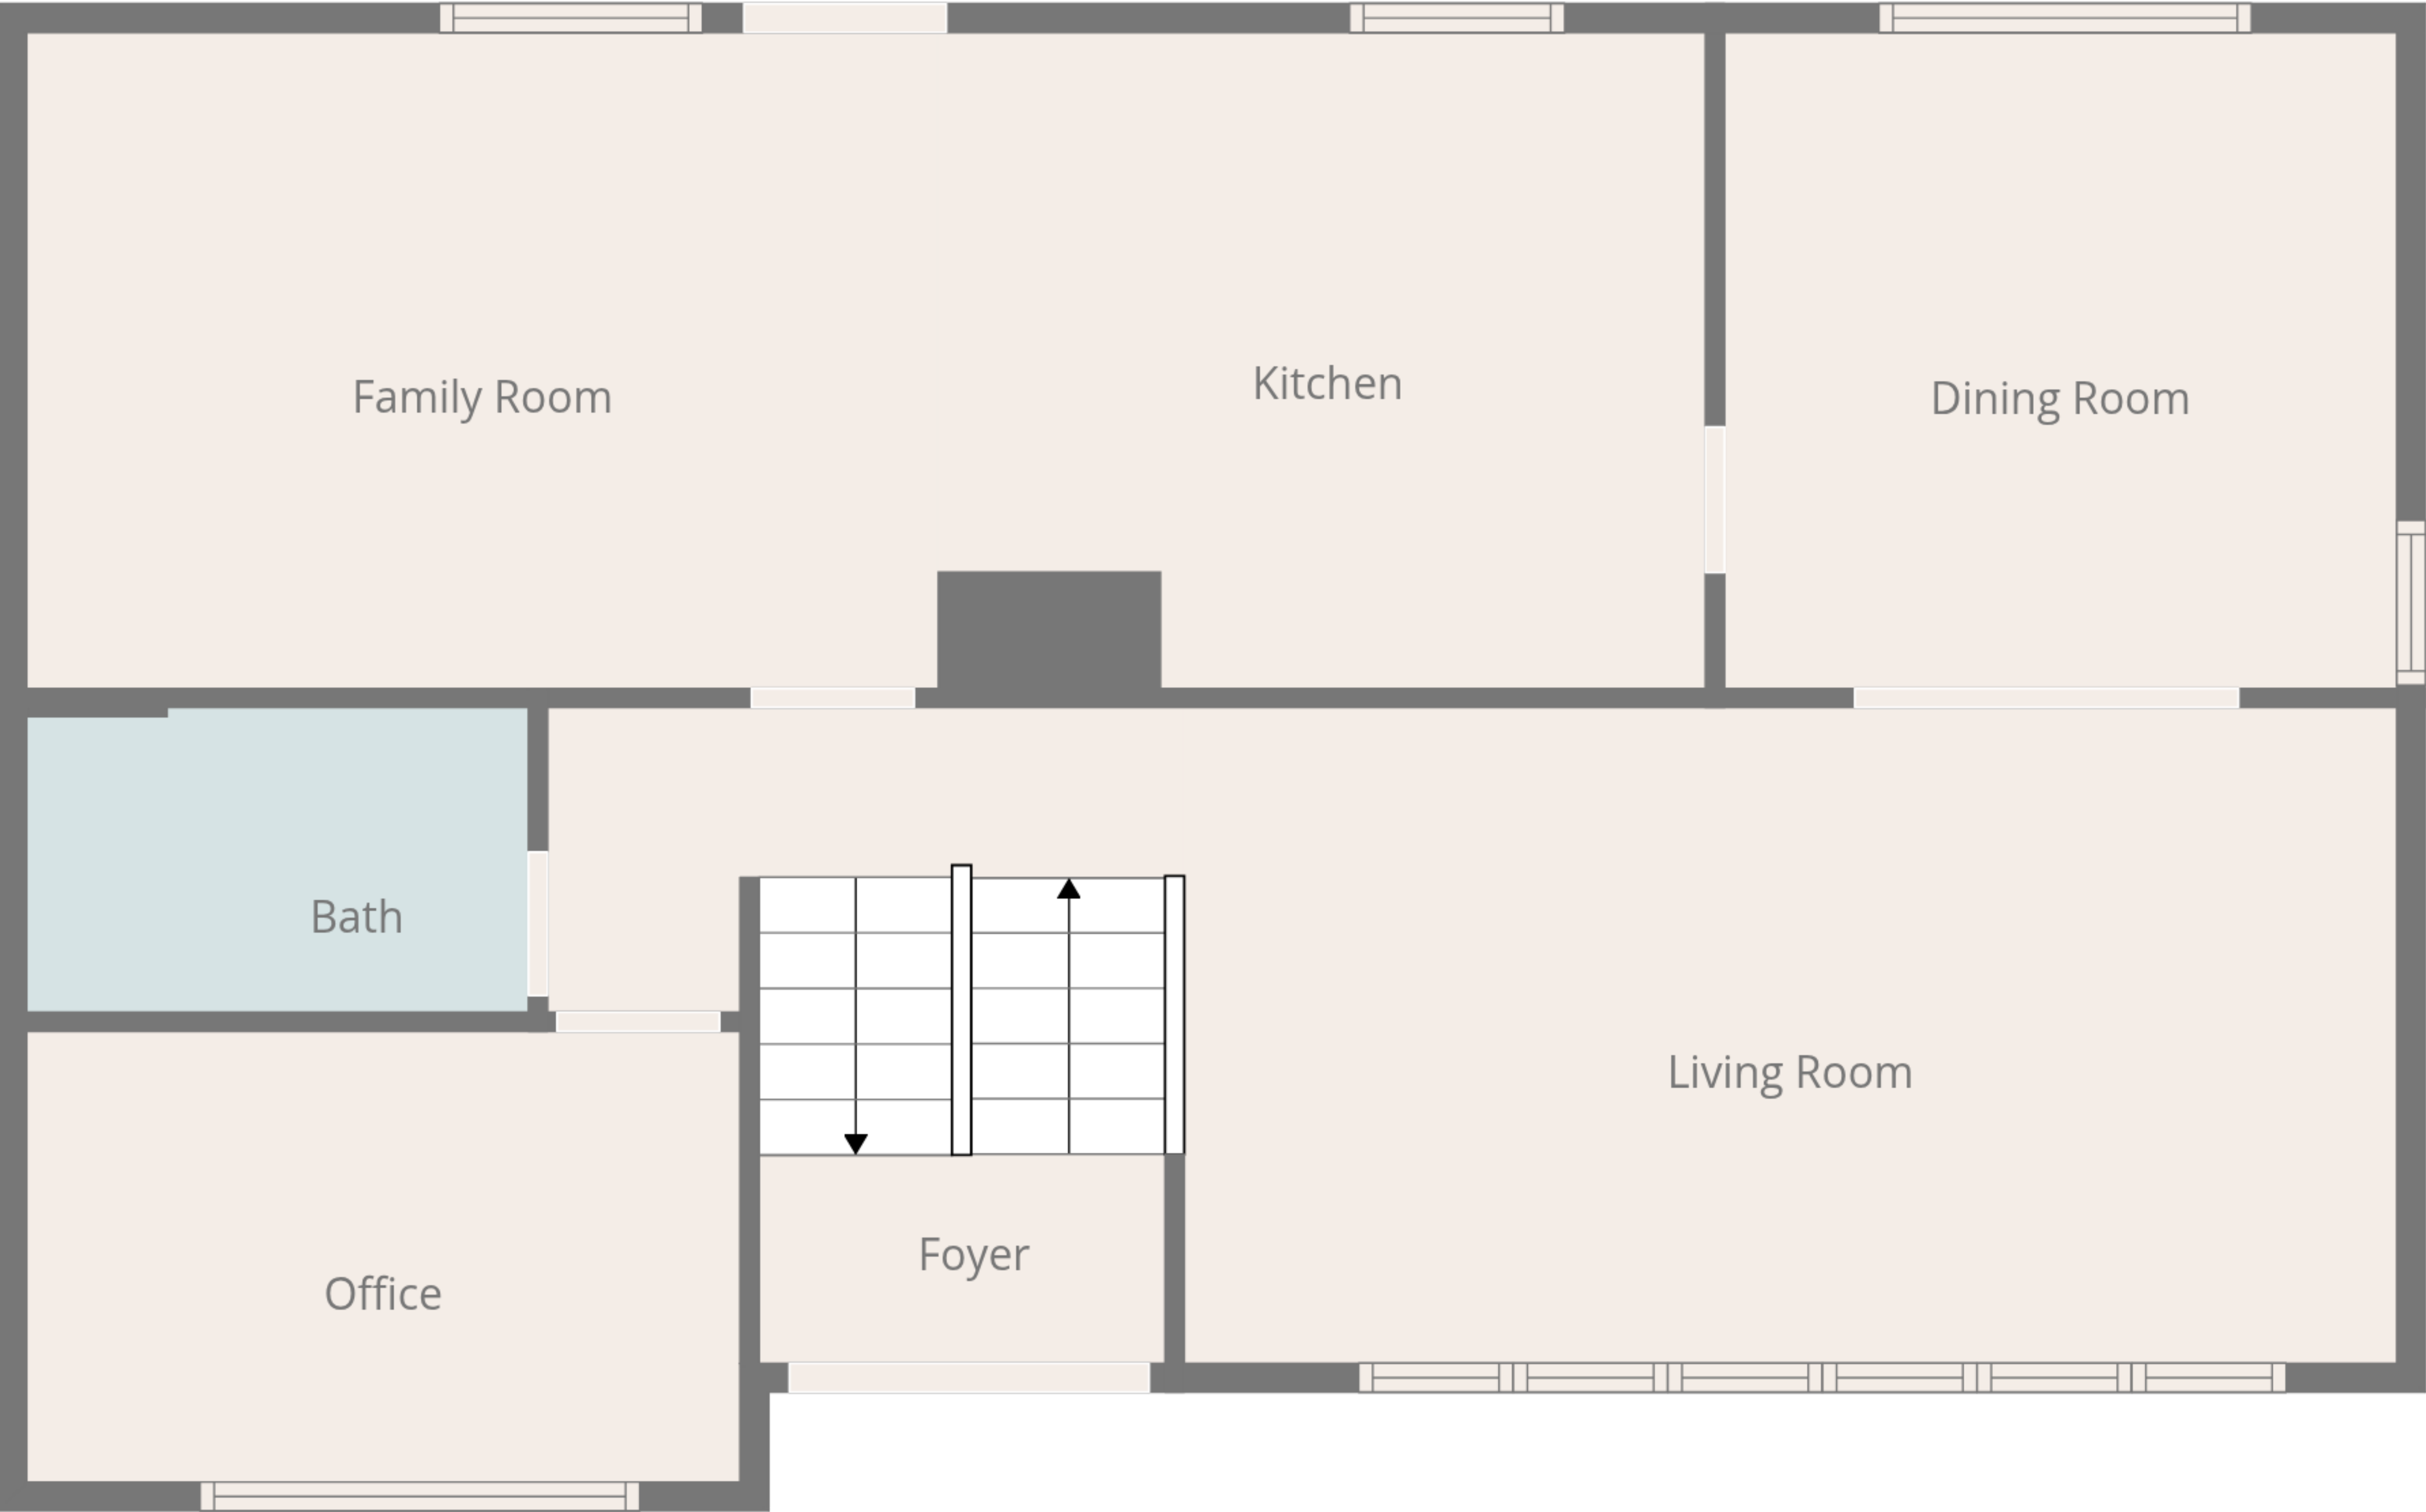 Family Room
Kitchen
Dining Room
Bath
Living Room
Foyer
Office